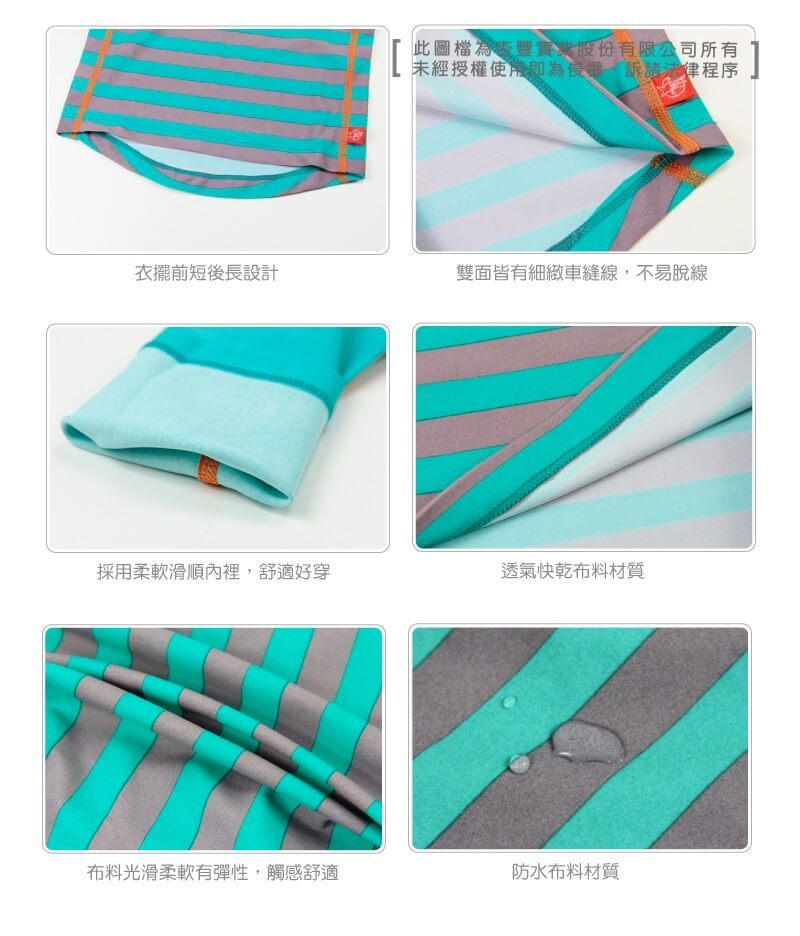 此圖檔為
豐實業股份有限公司所有
未經授權使用即為侵權，訴諸法律程序
衣擺前短後長設計
雙面皆有細緻車縫線，不易脫線
採用柔軟滑順內裡，舒適好穿
透氣快乾布料材質
布料光滑柔軟有彈性，觸感舒適
防水布料材質